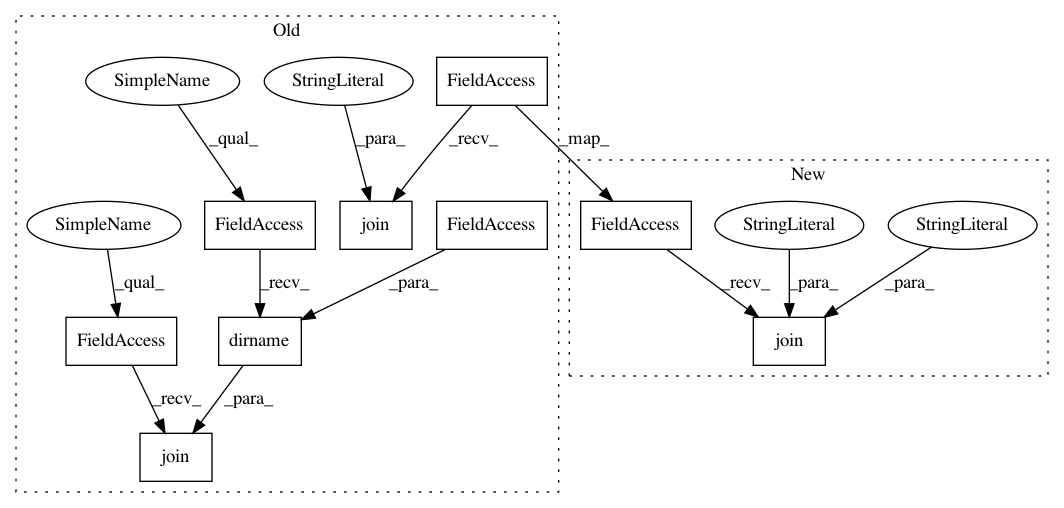 Old
SimpleName
StringLiteral
FieldAccess
_qual_
_para_
_recv_
_map_
New
SimpleName
FieldAccess
join
FieldAccess
FieldAccess
StringLiteral
StringLiteral
_qual_
_recv_
_para_
_recv_
_para_
_para_
FieldAccess
dirname
join
_recv_
_para_
join